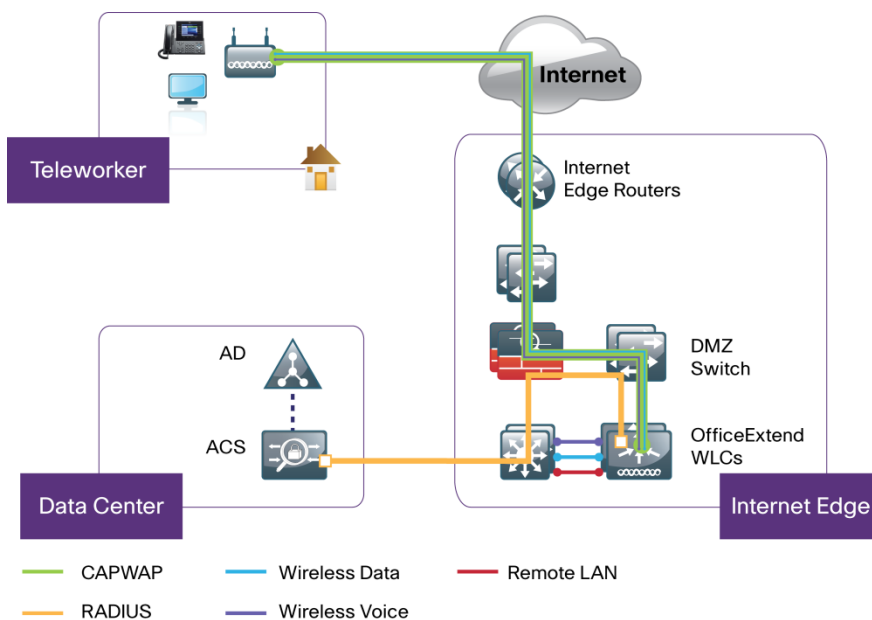 Internet
Teleworker
Internet
Edge Routers
AD
DMZ
Switch
ACS
OfficeExtend
WLCs
Data Center
Internet Edge
CAPWAP
Wireless Data
Remote LAN
RADIUS
Wireless Voice